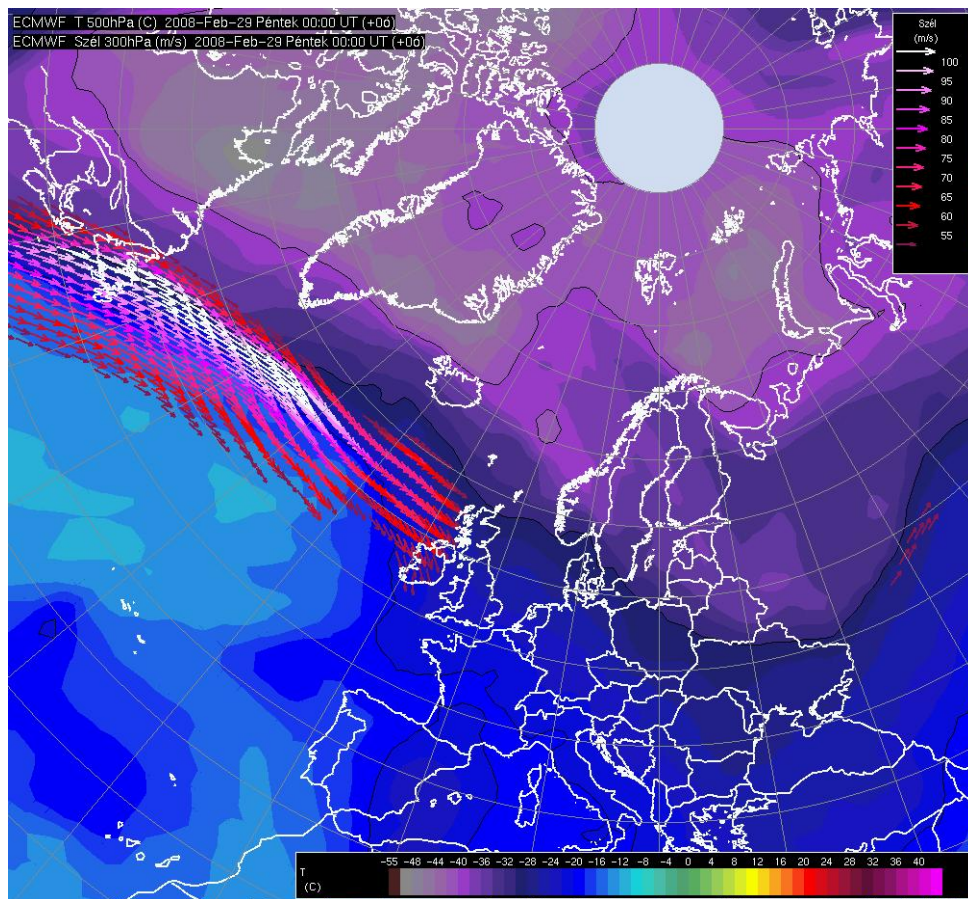 ECMWF T 500hPa (C) 2008-Feb-29 Péntek 00:00 UT (+0ó)
ECMWF Szél 300hPa (m/s) 2008-Feb-29 Péntek 00:00 UT (+0ó)
Szél
(m/s)
100
95
90
85
80
75
70
65
60
55
T
(C)
-55 -48 -44 -40 -36 -32 -28 -24 -20 -16 -12 -8 -4 0 4 8 12 16 20 24 28 32 36 40